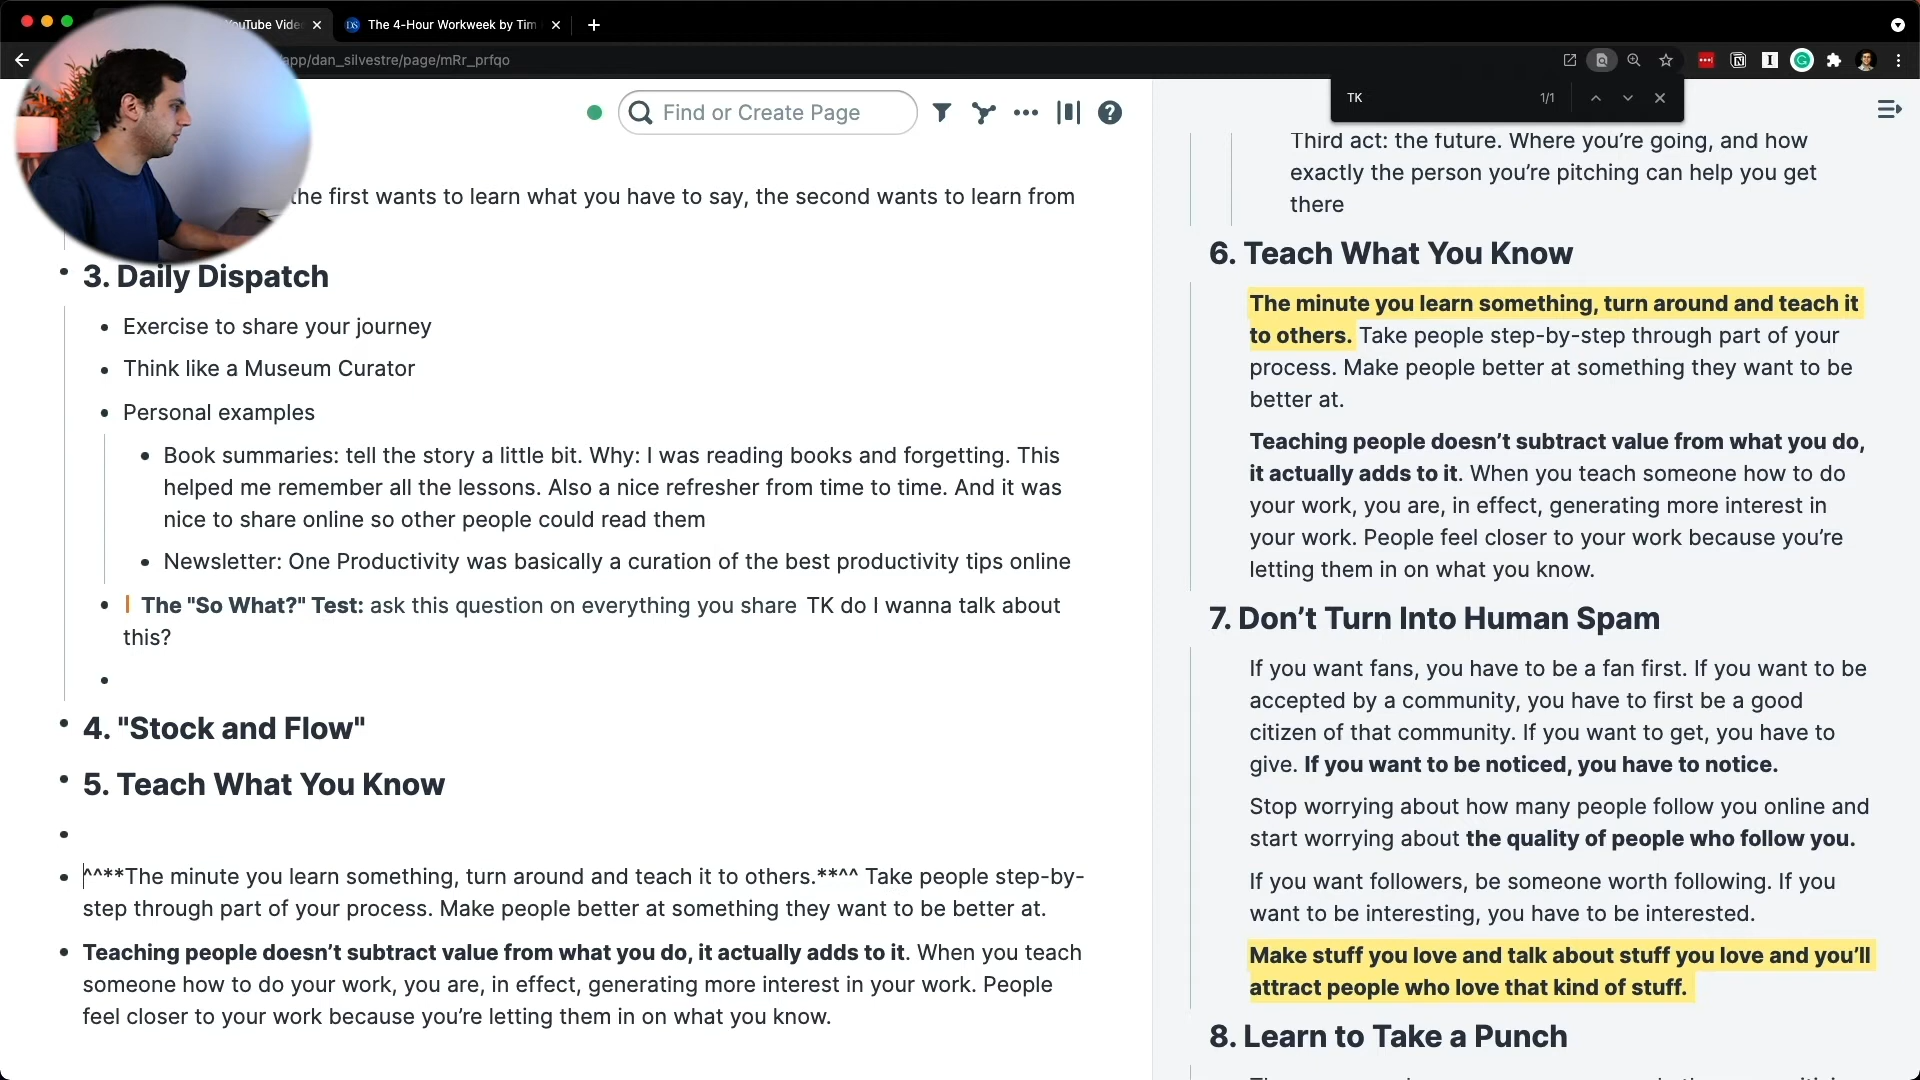 YouTube Vide
The 4-Hour Workweek by Tim
app/dan_silvestre/page/mRr_prfqo
TK
1/1
Find or Create Page
the first wants to learn what you have to say, the second wants to learn from
3. Daily Dispatch
Exercise to share your journey
Think like a Museum Curator
Personal examples
Book summaries: tell the story a little bit. Why: I was reading books and forgetting. This
helped me remember all the lessons. Also a nice refresher from time to time. And it was
nice to share online so other people could read them
Newsletter: One Productivity was basically a curation of the best productivity tips online
The "So What?" Test: ask this question on everything you share TK do I wanna talk about
this?
4. "Stock and Flow"
5. Teach What You Know
^^**The minute you learn something, turn around and teach it to others.**^^ Take people step-by-
step through part of your process. Make people better at something they want to be better at.
Teaching people doesn’t subtract value from what you do, it actually adds to it. When you teach
someone how to do your work, you are, in effect, generating more interest in your work. People
feel closer to your work because you’re letting them in on what you know.
Third act: the future. Where you’re going, and how
exactly the person you’re pitching can help you get
there
6. Teach What You Know
The minute you learn something, turn around and teach it
to others. Take people step-by-step through part of your
process. Make people better at something they want to be
better at.
Teaching people doesn’t subtract value from what you do,
it actually adds to it. When you teach someone how to do
your work, you are, in effect, generating more interest in
your work. People feel closer to your work because you’re
letting them in on what you know.
7. Don’t Turn Into Human Spam
If you want fans, you have to be a fan first. If you want to be
accepted by a community, you have to first be a good
citizen of that community. If you want to get, you have to
give. If you want to be noticed, you have to notice.
Stop worrying about how many people follow you online and
start worrying about the quality of people who follow you.
If you want followers, be someone worth following. If you
want to be interesting, you have to be interested.
Make stuff you love and talk about stuff you love and you’ll
attract people who love that kind of stuff.
8. Learn to Take a Punch